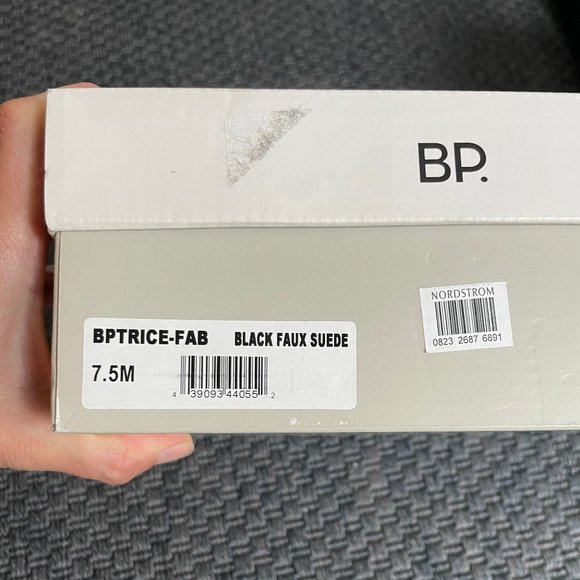 BP.
NORDSTROM
0823 2687 6891
BPTRICE-FAB BLACK FAUX SUEDE
7.5M
4 39093 44055 2